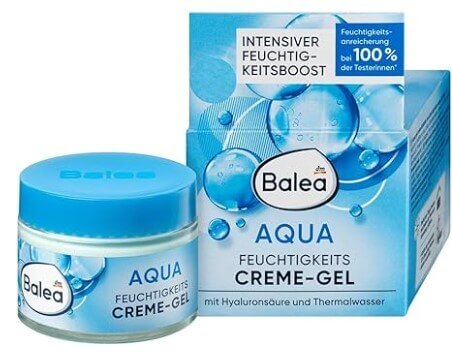 INTENSIVER
FEUCHTIG-
KEITSBOOST
Feuchtigkeits-
anreicherung
bei 100%
der Testerinnen*
Balea
AQUA
FEUCHTIGKEITS
CREME-GEL
mit Hyaluronsäure und Thermalwasser
Balea
Balea
AQUA
FEUCHTIGKEITS
CREME-GEL